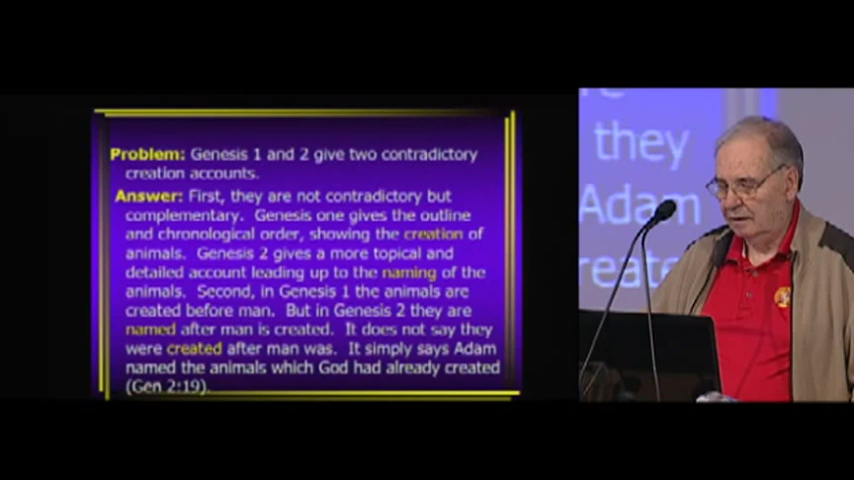 Problem: Genesis 1 and 2 give two contradictory
creation accounts.
Answer: First, they are not contradictory but
complementary. Genesis one gives the outline
and chronological order, showing the creation of
animals. Genesis 2 gives a more topical and
detailed account leading up to the naming of the
animals. Second, in Genesis 1 the animals are
created before man. But in Genesis 2 they are
named after man is created. It does not say they
were created after man was. It simply says Adam
named the animals which God had already created
(Gen 2:19).
they
Adam